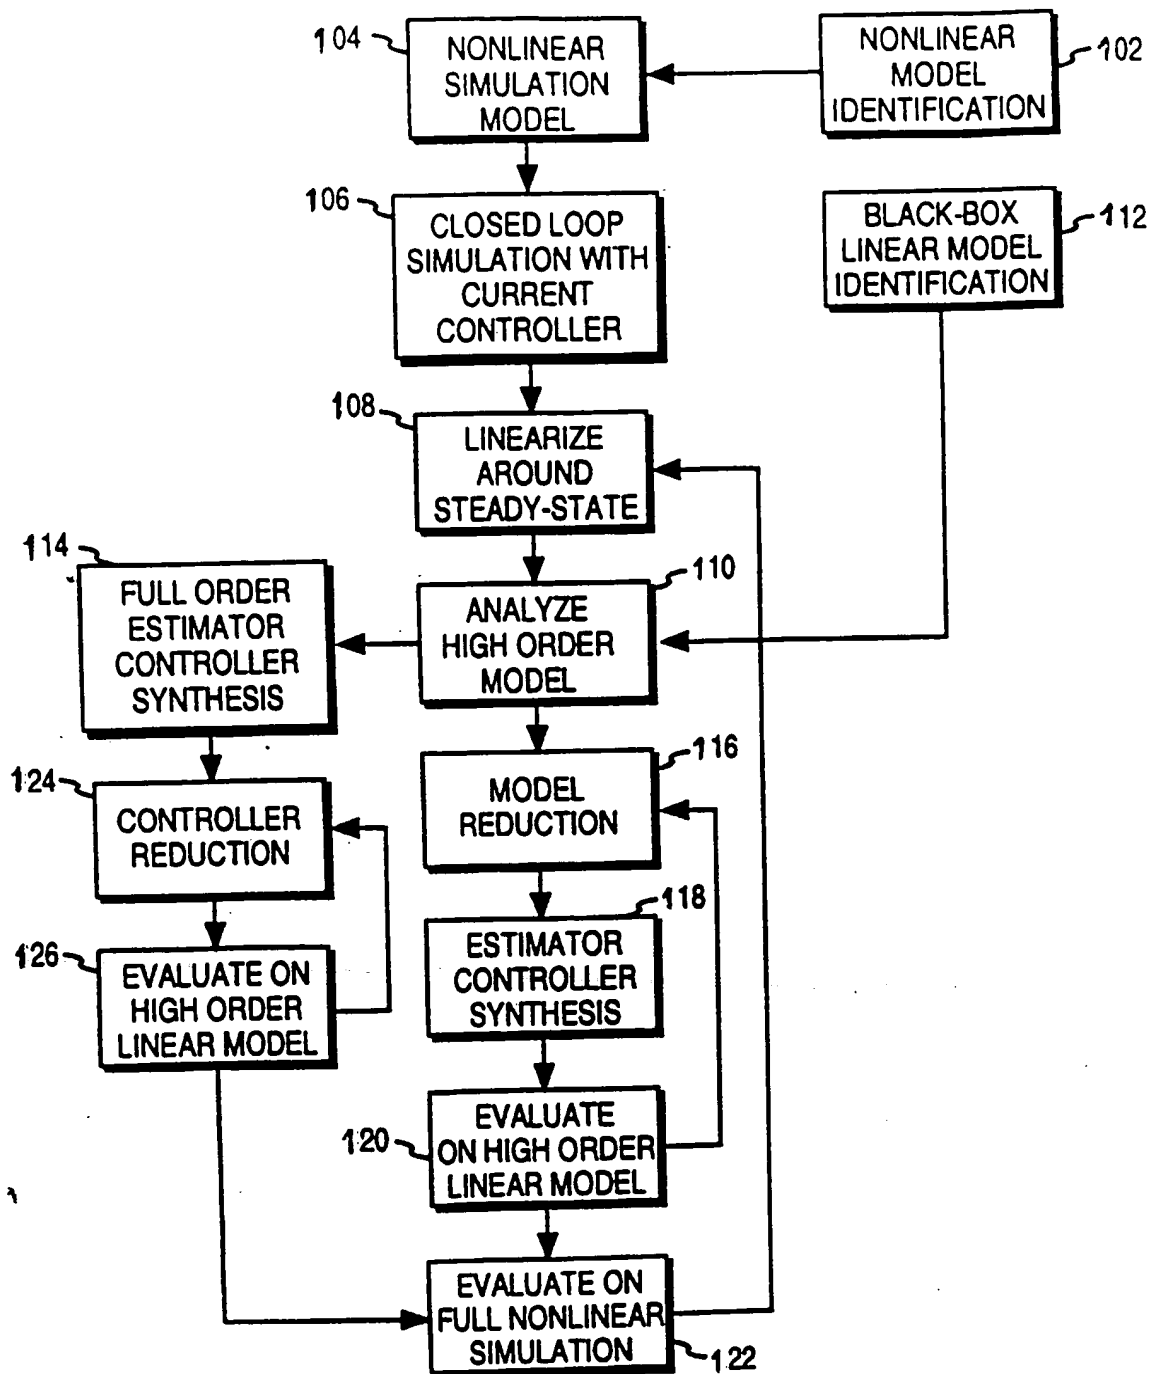 104
NONLINEAR
SIMULATION
MODEL
NONLINEAR
MODEL
IDENTIFICATION
102
106
CLOSED LOOP
SIMULATION WITH
CURRENT
CONTROLLER
BLACK-BOX
LINEAR MODEL
IDENTIFICATION
112
108
LINEARIZE
AROUND
STEADY-STATE
114
FULL ORDER
ESTIMATOR
CONTROLLER
SYNTHESIS
110
ANALYZE
HIGH ORDER
MODEL
116
MODEL
REDUCTION
124
CONTROLLER
REDUCTION
118
ESTIMATOR
CONTROLLER
SYNTHESIS
126
EVALUATE ON
HIGH ORDER
LINEAR MODEL
120
EVALUATE
ON HIGH ORDER
LINEAR MODEL
EVALUATE ON
FULL NONLINEAR
SIMULATION
122